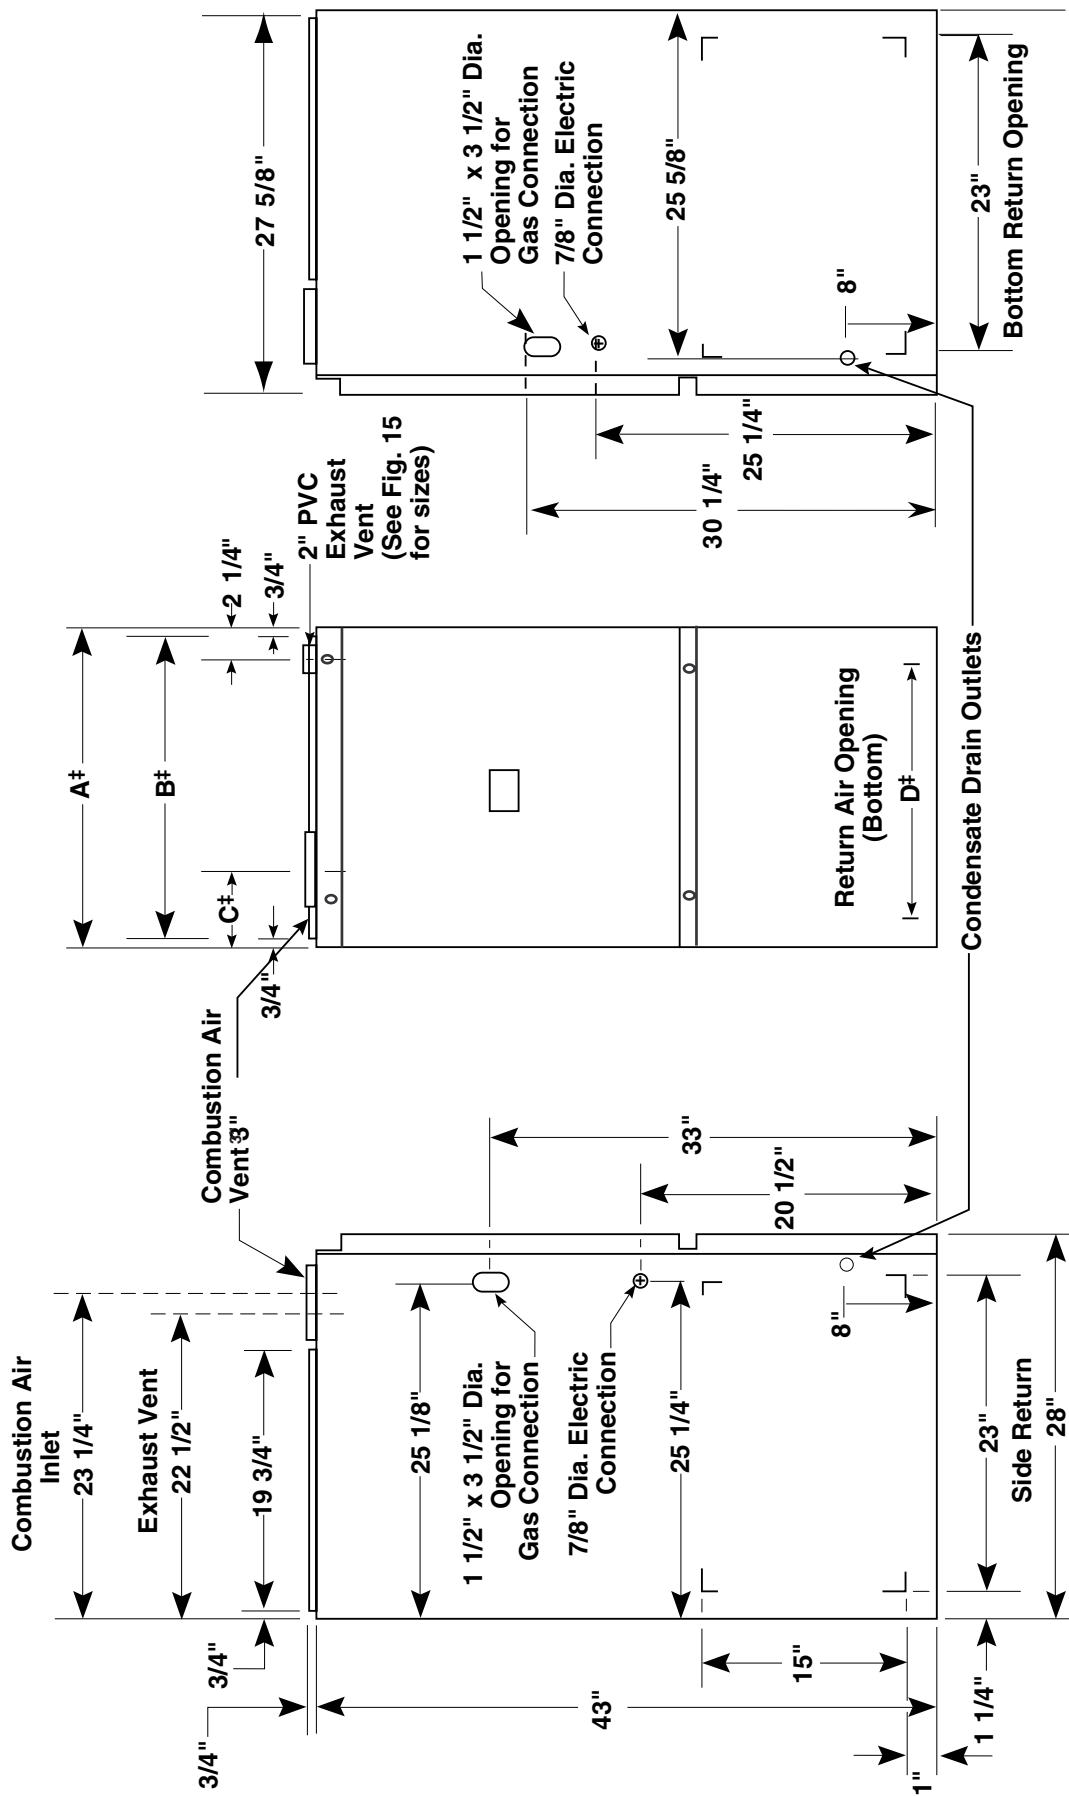 Combustion Air
Inlet
23 1/4"
Exhaust Vent
22 1/2"
19 3/4"
3/4"
3/4"
25 1/8"
1 1/2" x 3 1/2" Dia.
Opening for
Gas Connection
7/8" Dia. Electric
Connection
25 1/4"
43"
15"
1"
1 1/4"
23"
Side Return
28"
8"
20 1/2"
33"
Combustion Air
Vent 3"
3/4"
A‡
B‡
C‡
2 1/4"
3/4"
2" PVC
Exhaust
Vent
(See Fig. 15
for sizes)
Return Air Opening
(Bottom)
D‡
Condensate Drain Outlets
27 5/8"
1 1/2" x 3 1/2" Dia.
Opening for
Gas Connection
7/8" Dia. Electric
Connection
25 5/8"
30 1/4"
25 1/4"
8"
23"
Bottom Return Opening